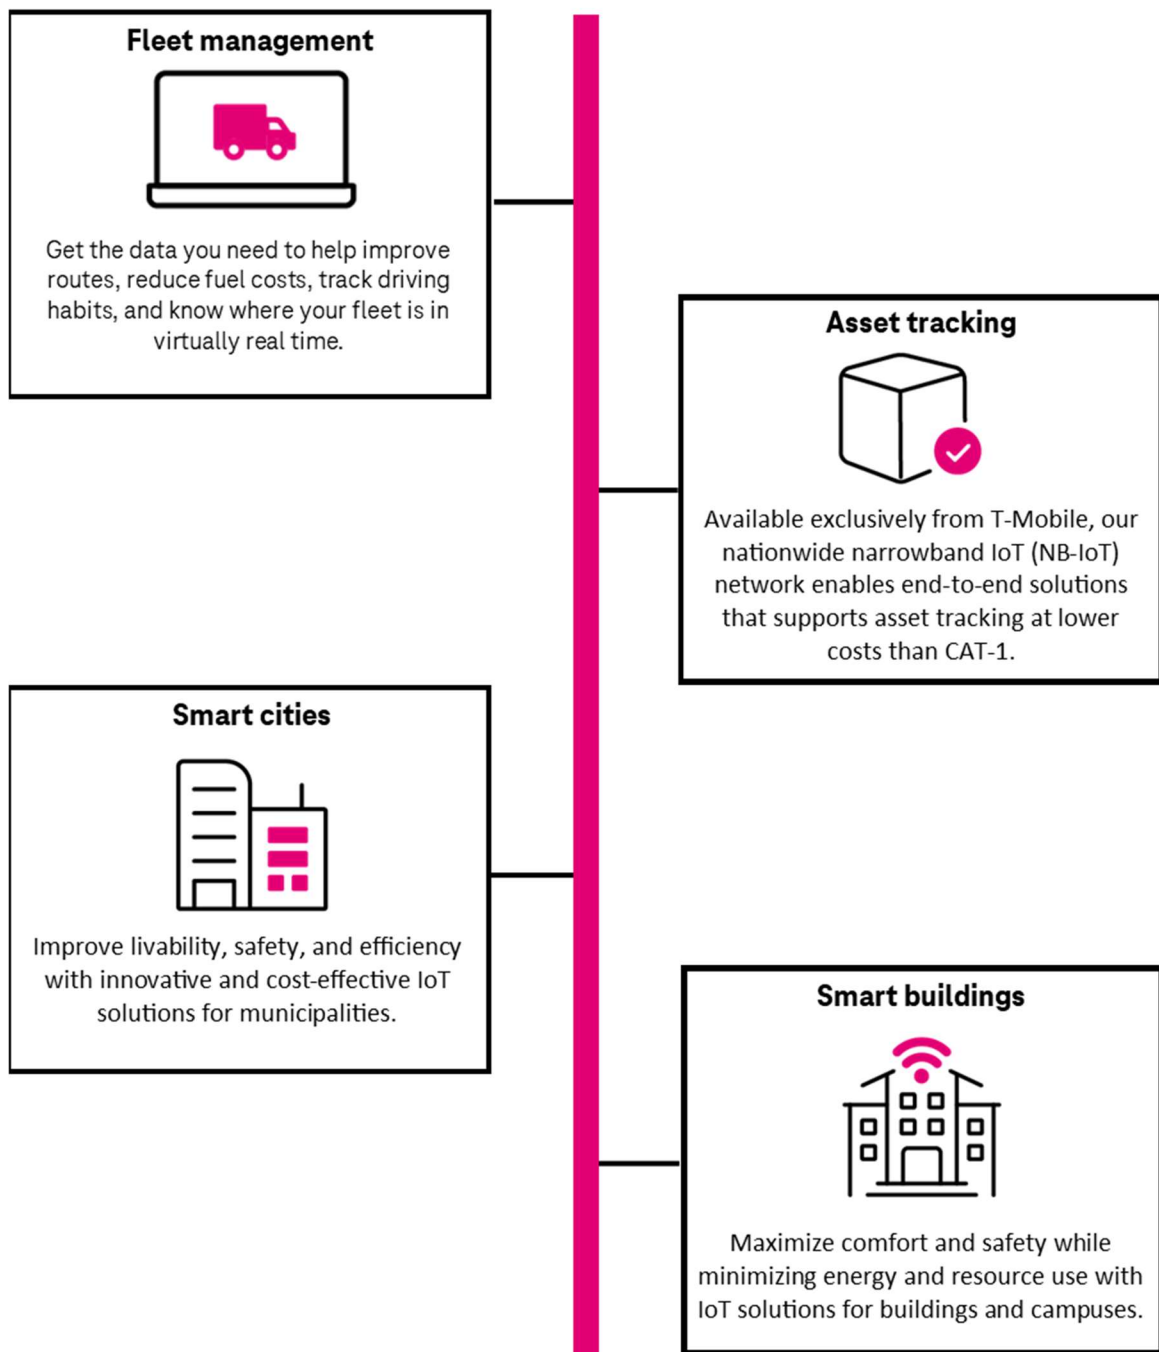 Fleet management
Get the data you need to help improve
routes, reduce fuel costs, track driving
habits, and know where your fleet is in
virtually real time.
Asset tracking
Available exclusively from T-Mobile, our
nationwide narrowband IoT (NB-IoT)
network enables end-to-end solutions
that supports asset tracking at lower
costs than CAT-1.
Smart cities
Improve livability, safety, and efficiency
with innovative and cost-effective IoT
solutions for municipalities.
Smart buildings
Maximize comfort and safety while
minimizing energy and resource use with
IoT solutions for buildings and campuses.